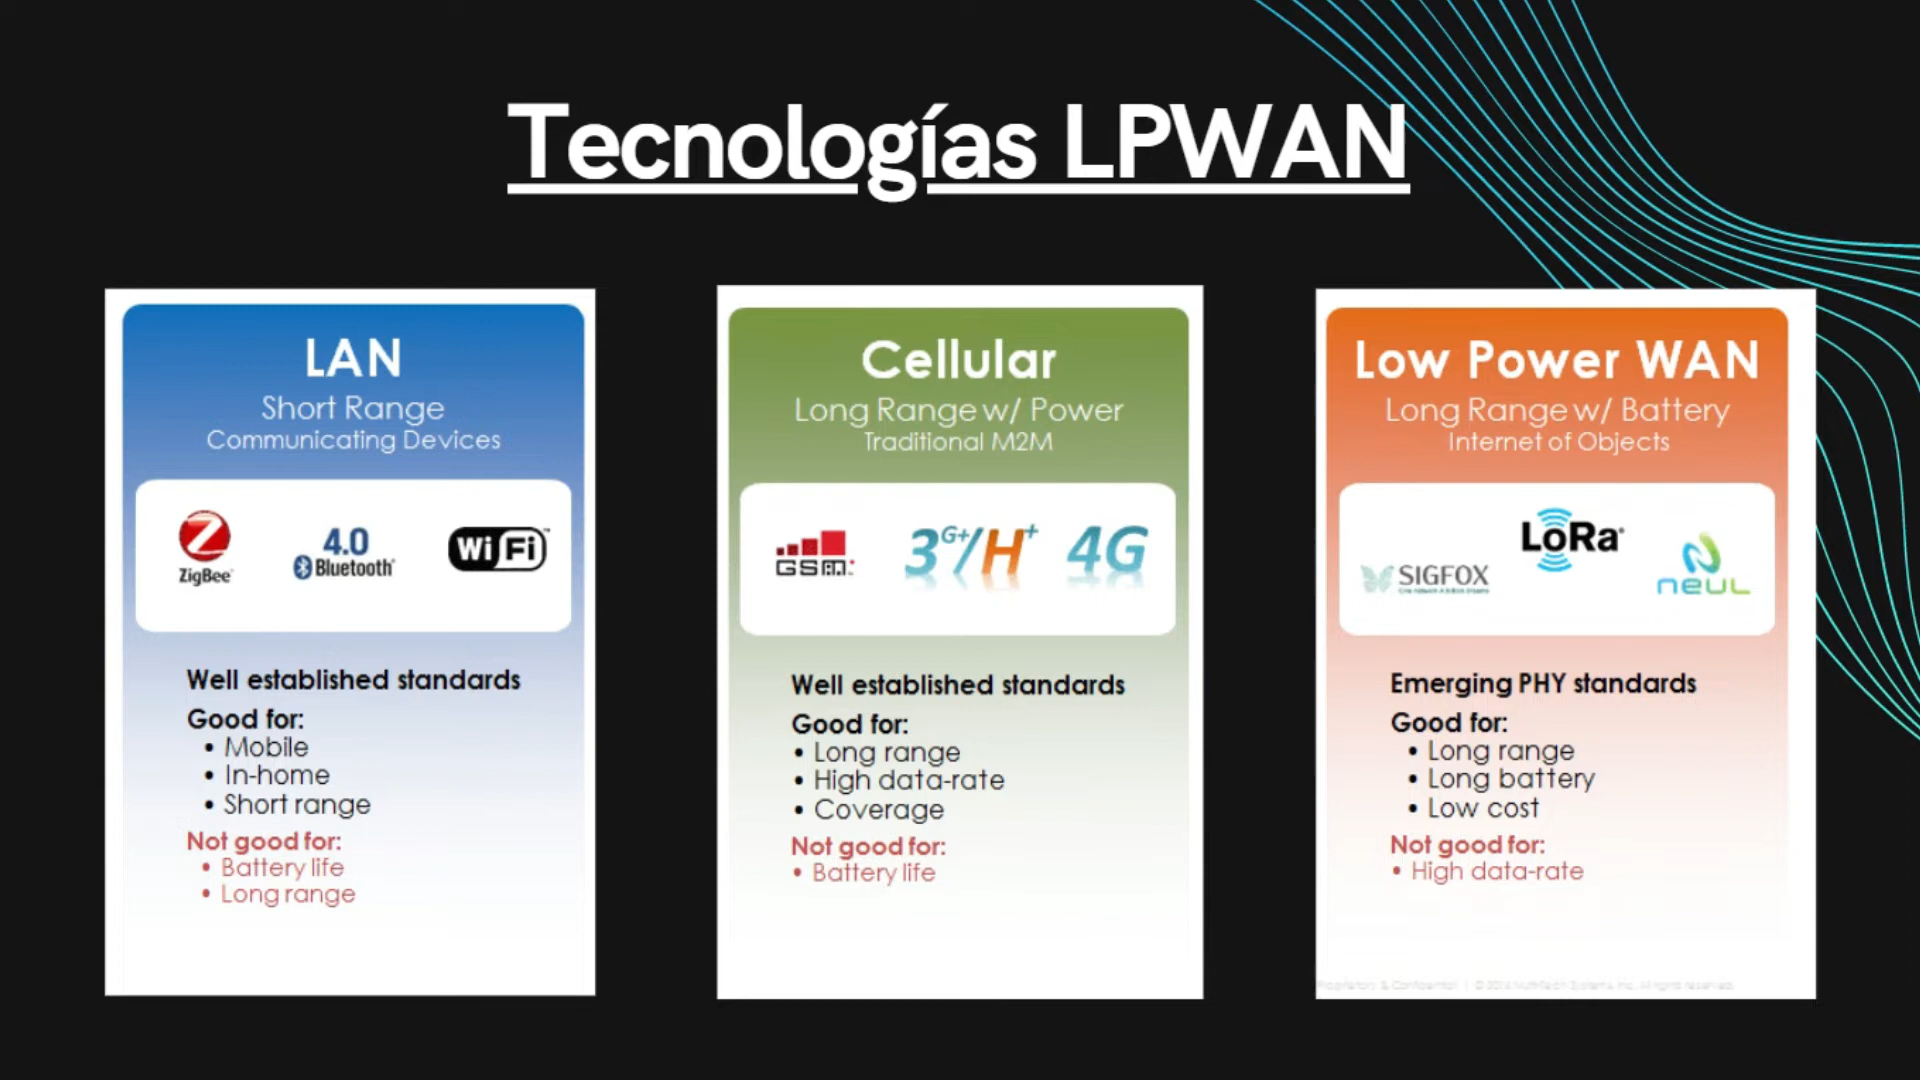 Tecnologías LPWAN
LAN
Short Range
Communicating Devices
ZigBee
4.0
Bluetooth
WiFi
Well established standards
Good for:
• Mobile
• In-home
• Short range
Not good for:
• Battery life
• Long range
Cellular
Long Range w/ Power
Traditional M2M
GSM
3G+/H+
4G
Well established standards
Good for:
• Long range
• High data-rate
• Coverage
Not good for:
• Battery life
Low Power WAN
Long Range w/ Battery
Internet of Objects
SIGFOX
LoRa
neul
Emerging PHY standards
Good for:
• Long range
• Long battery
• Low cost
Not good for:
• High data-rate